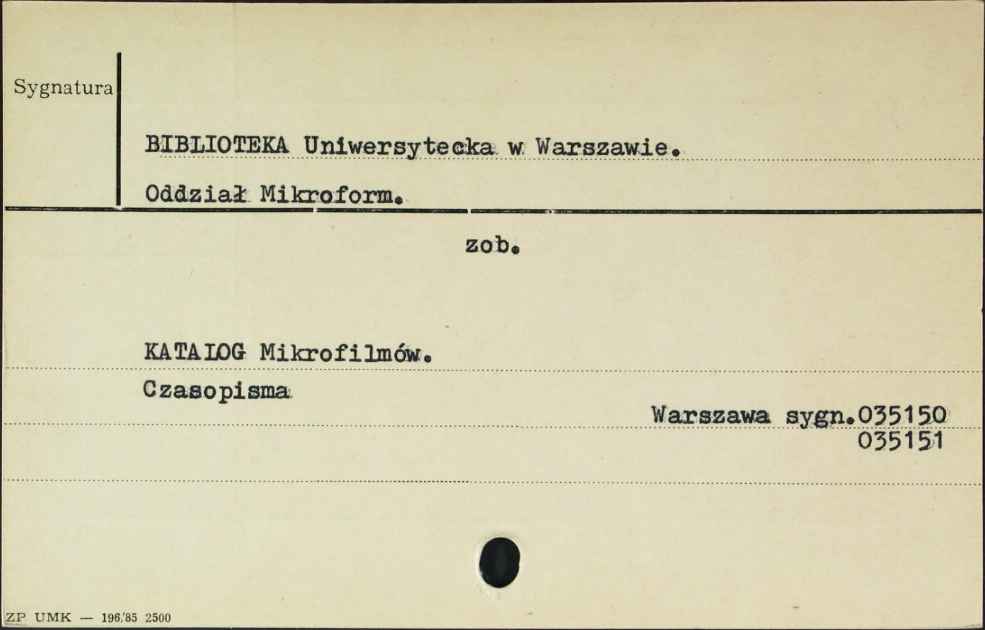 Sygnatura
BIBLIOTEKA Uniwersytecka w Warszawie.
Oddział Mikroform.
zob.
KATALOG Mikrofilmów.
Czasopisma
Warszawa sygn.035150
035151
ZP UMK — 196/85 2500